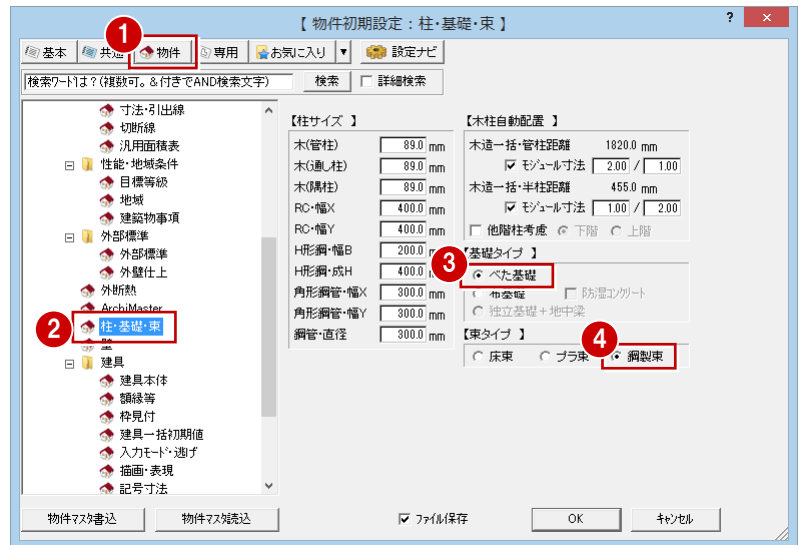 【 物件初期設定：柱･基礎･束 】
? ×
1
基本 共通 物件 専用 お気に入り ▼ 設定ナビ
検索ワードは？(複数可。＆付きでAND検索文字) 検索 詳細検索
寸法･引出線
切断線
汎用面積表
性能･地域条件
目標等級
地域
建築物事項
外部標準
外部標準
外壁仕上
外断熱
ArchiMaster
2
柱･基礎･束
壁
建具
建具本体
額縁等
枠見付
建具一括初期値
入力モード･逃げ
描画･表現
記号寸法
【柱サイズ 】
木(管柱) 89.0 mm
木(通し柱) 89.0 mm
木(隅柱) 89.0 mm
RC･幅X 400.0 mm
RC･幅Y 400.0 mm
H形鋼･幅B 200.0 mm
H形鋼･成H 400.0
角形鋼管･幅X 300.0 mm
角形鋼管･幅Y 300.0 mm
鋼管･直径 300.0 mm
【木柱自動配置 】
木造一括･管柱距離 1820.0 mm
モジュール寸法 2.00 / 1.00
木造一括･半柱距離 455.0 mm
モジュール寸法 1.00 / 2.00
他階柱考慮 下階 上階
3
【基礎タイプ 】
べた基礎
布基礎 防湿コンクリート
独立基礎＋地中梁
【束タイプ 】
4
床束 プラ束 鋼製束
物件マスタ書込 物件マスタ読込 ファイル保存 OK キャンセル